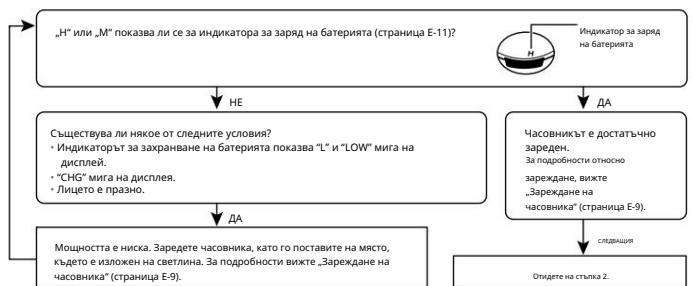 „H“ или „M“ показва ли се за индикатора за заряд на батерията (страница E-11)?
Индикатор за заряд
на батерията
H
НЕ
ДА
Съществува ли някое от следните условия?
• Индикаторът за захранване на батерията показва “L” и “LOW” мига на
дисплей.
• “CHG” мига на дисплея.
• Лицето е празно.
Часовникът е достатъчно
зареден.
За подробности относно
зареждане, вижте
„Зареждане на
часовника“ (страница E-9).
ДА
СЛЕДВАЩИЯ
Мощността е ниска. Заредете часовника, като го поставите на място,
където е изложен на светлина. За подробности вижте „Зареждане на
часовника“ (страница E-9).
Отидете на стъпка 2.